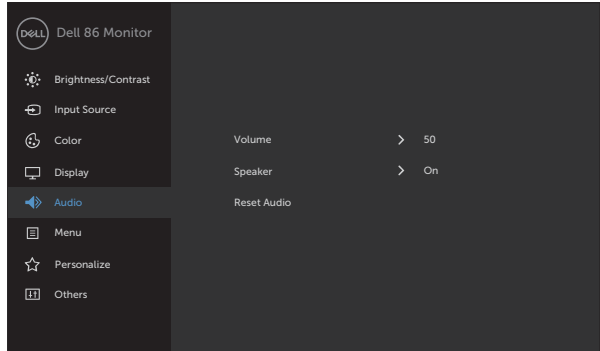 DELL Dell 86 Monitor
Brightness/Contrast
Input Source
Color
Display
Audio
Menu
Personalize
Others
Volume 50
Speaker On
Reset Audio